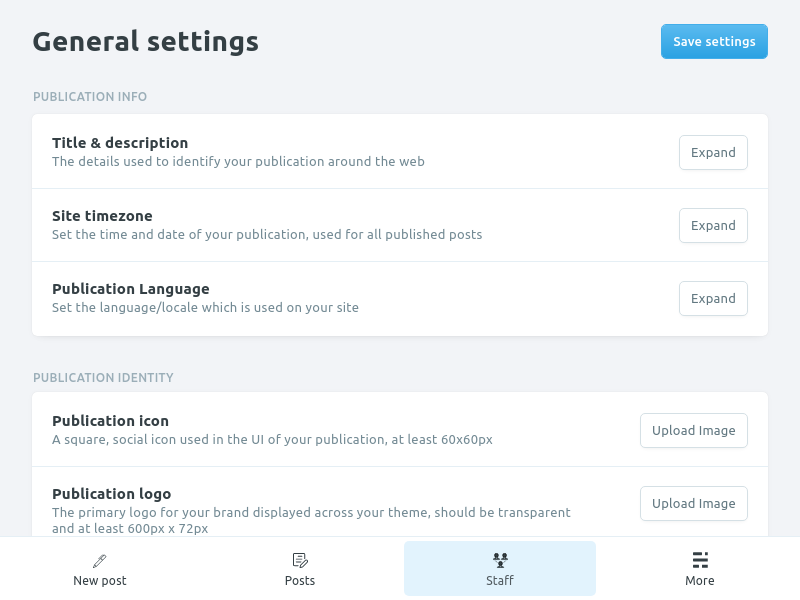 General settings
Save settings
PUBLICATION INFO
Title & description
The details used to identify your publication around the web
Expand
Site timezone
Set the time and date of your publication, used for all published posts
Expand
Publication Language
Set the language/locale which is used on your site
Expand
PUBLICATION IDENTITY
Publication icon
A square, social icon used in the UI of your publication, at least 60x60px
Upload Image
Publication logo
The primary logo for your brand displayed across your theme, should be transparent
and at least 600px x 72px
Upload Image
New post
Posts
Staff
More